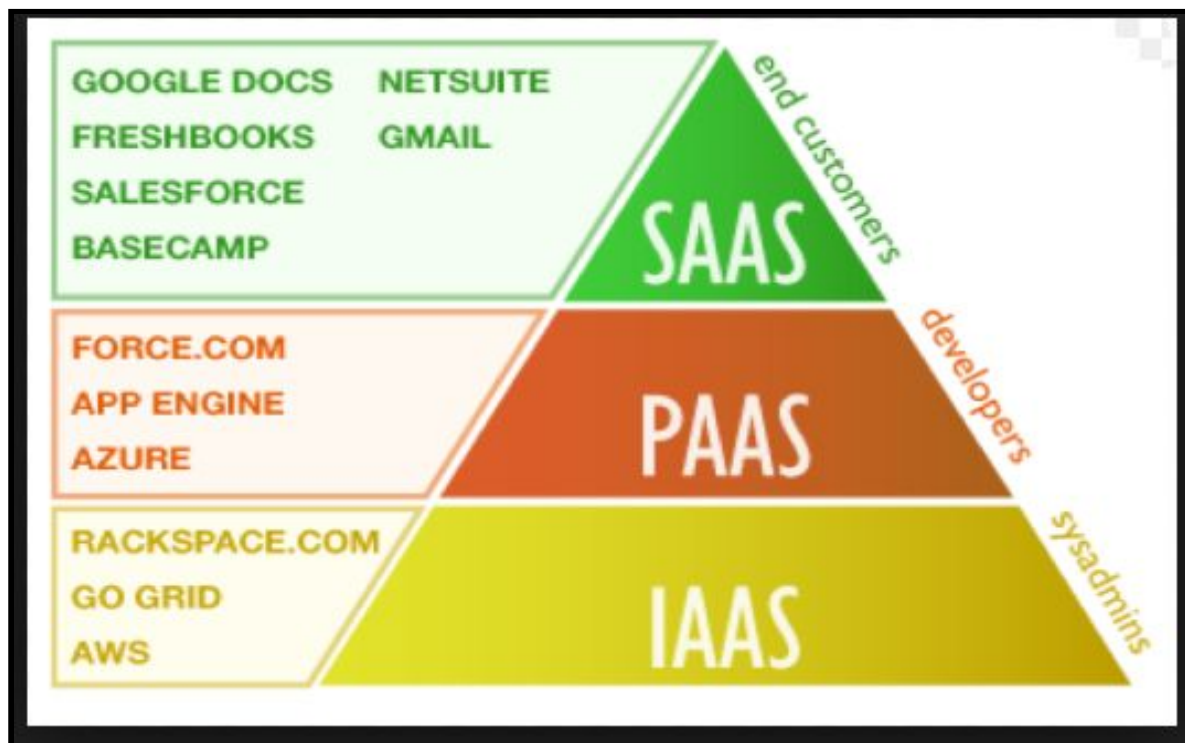 GOOGLE DOCS NETSUITE
FRESHBOOKS GMAIL
SALESFORCE
BASECAMP
SAAS
end customers
FORCE.COM
APP ENGINE
AZURE
PAAS
developers
RACKSPACE.COM
GO GRID
AWS
IAAS
sysadmins